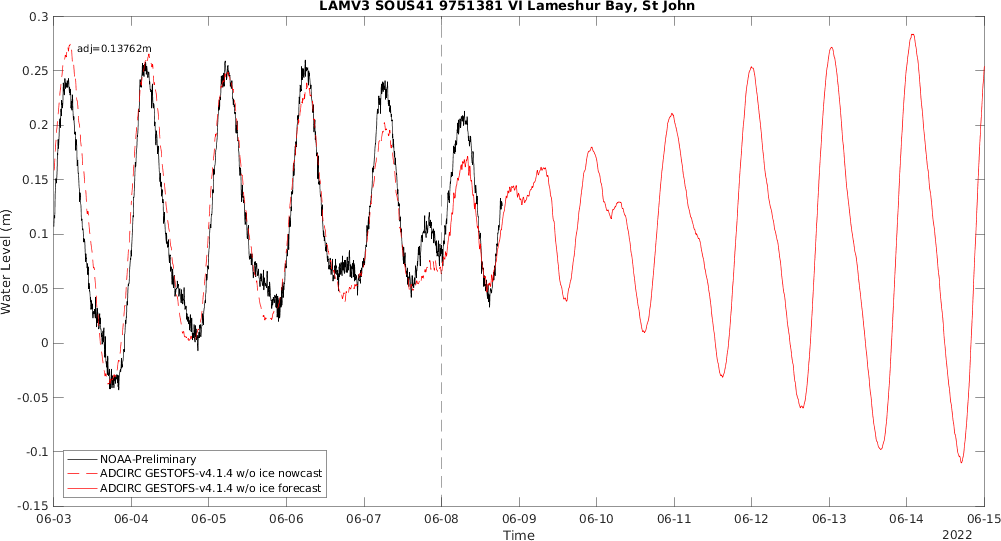 LAMV3 SOUS41 9751381 VI Lameshur Bay, St John
0.3
0.25
0.2
0.15
0.1
0.05
0
-0.05
-0.1
-0.15
Water Level (m)
adj=0.13762m
NOAA-Preliminary
ADCIRC GESTOFS-v4.1.4 w/o ice nowcast
ADCIRC GESTOFS-v4.1.4 w/o ice forecast
06-03 06-04 06-05 06-06 06-07 06-08 06-09 06-10 06-11 06-12 06-13 06-14 06-15
Time
2022